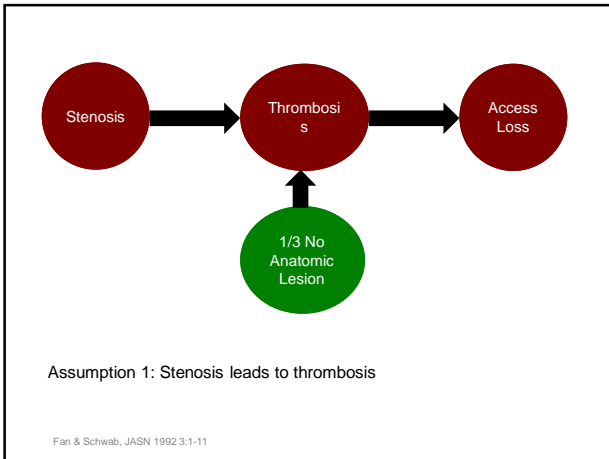 Stenosis
Thrombosi
s
Access
Loss
1/3 No
Anatomic
Lesion
Assumption 1: Stenosis leads to thrombosis
Fan & Schwab, JASN 1992 3:1-11